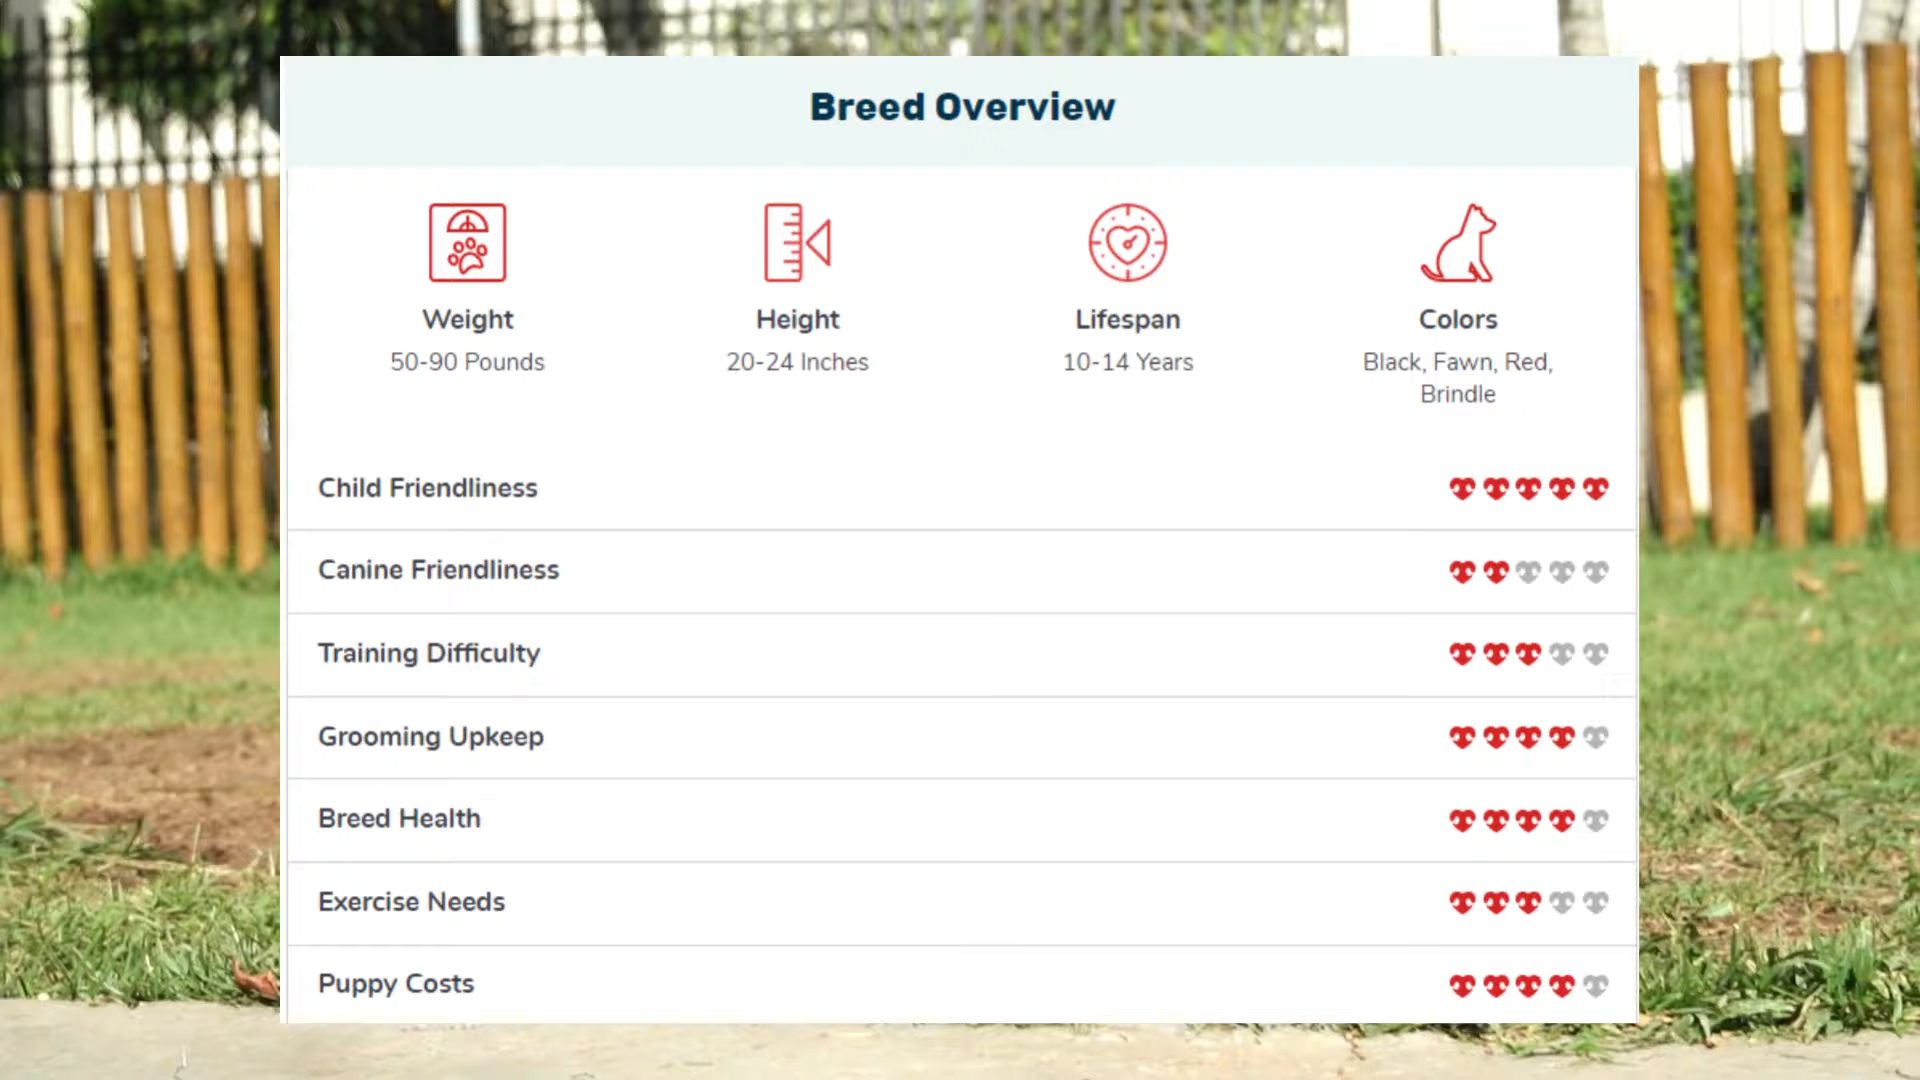 Breed Overview
Weight
50-90 Pounds
Height
20-24 Inches
Lifespan
10-14 Years
Colors
Black, Fawn, Red,
Brindle
Child Friendliness
Canine Friendliness
Training Difficulty
Grooming Upkeep
Breed Health
Exercise Needs
Puppy Costs